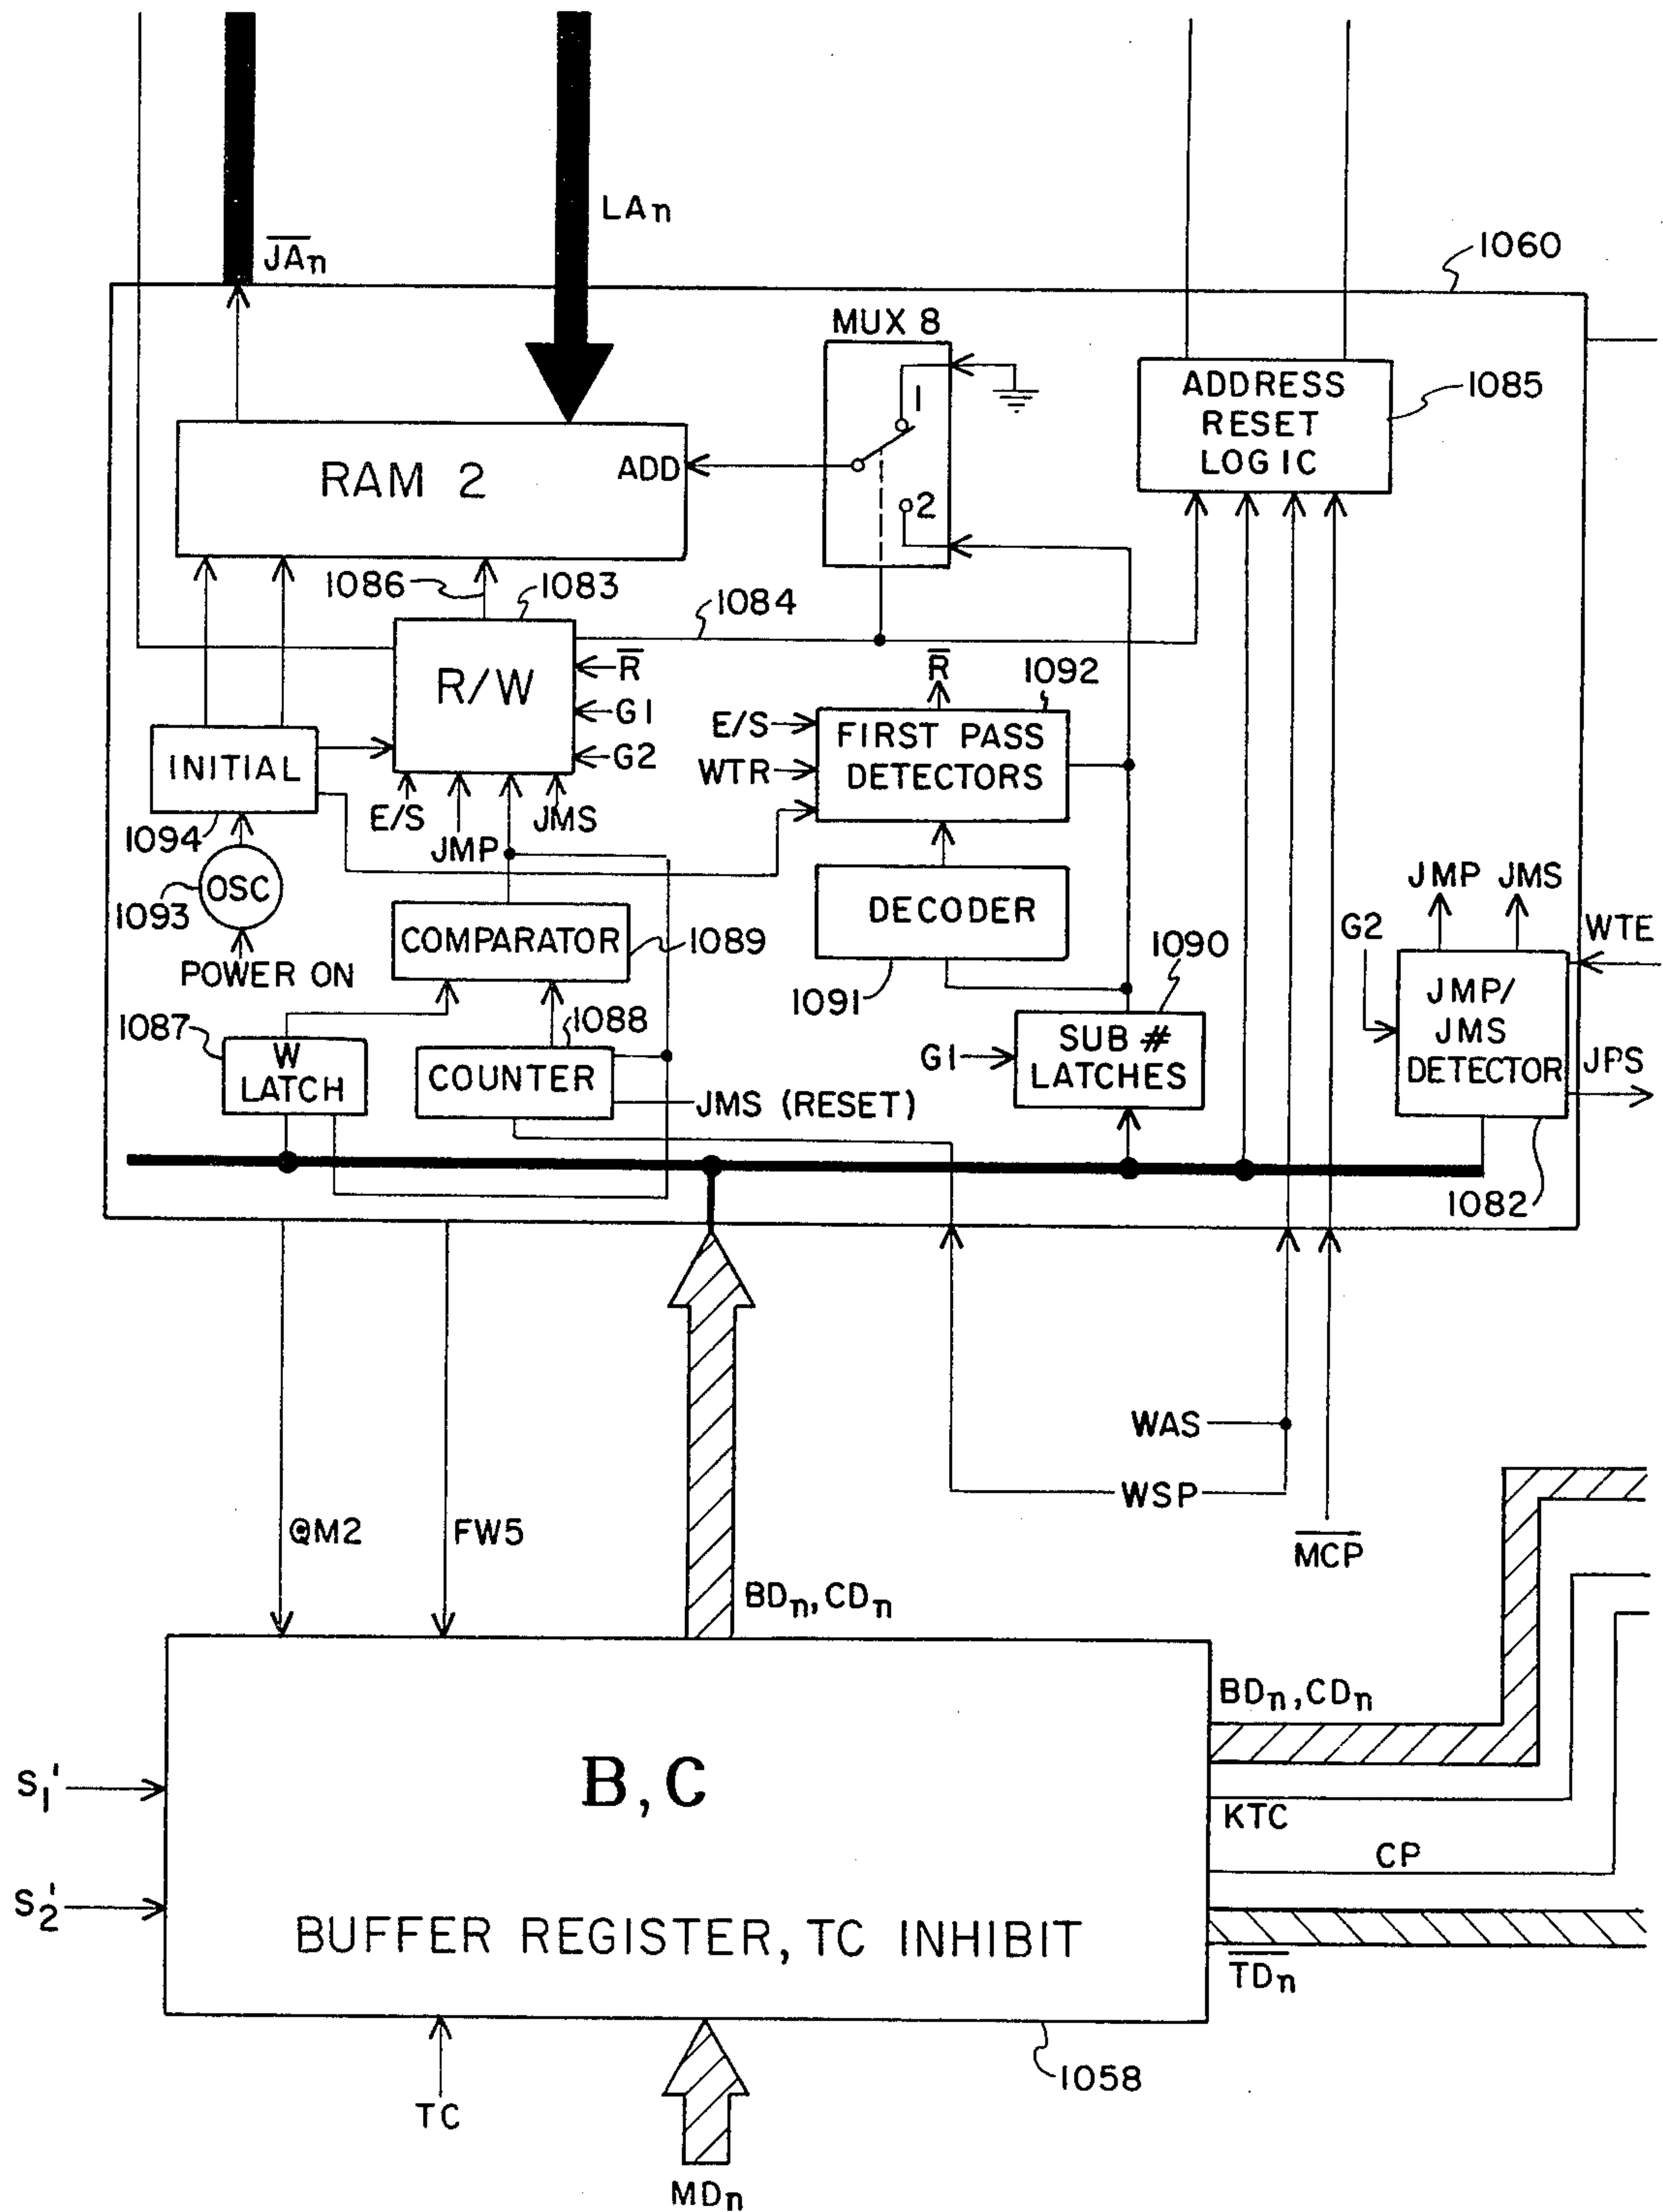 LAn
J̅A̅n
1060
MUX 8
1
2
ADDRESS
RESET
LOGIC
1085
RAM 2
ADD
1086
1083
1084
R/W
R̅
G1
G2
R̅
1092
E/S
WTR
FIRST PASS
DETECTORS
INITIAL
1094
E/S
JMP
JMS
OSC
1093
POWER ON
COMPARATOR
1089
DECODER
1091
1090
JMP
JMS
G2
WTE
JMP/
JMS
DETECTOR
JPS
1082
1087
W
LATCH
1088
COUNTER
JMS (RESET)
G1
SUB #
LATCHES
WAS
WSP
M̅C̅P̅
QM2
FW5
BDn, CDn
BDn, CDn
B, C
S1'
S2'
KTC
CP
BUFFER REGISTER, TC INHIBIT
T̅D̅n
1058
TC
MDn